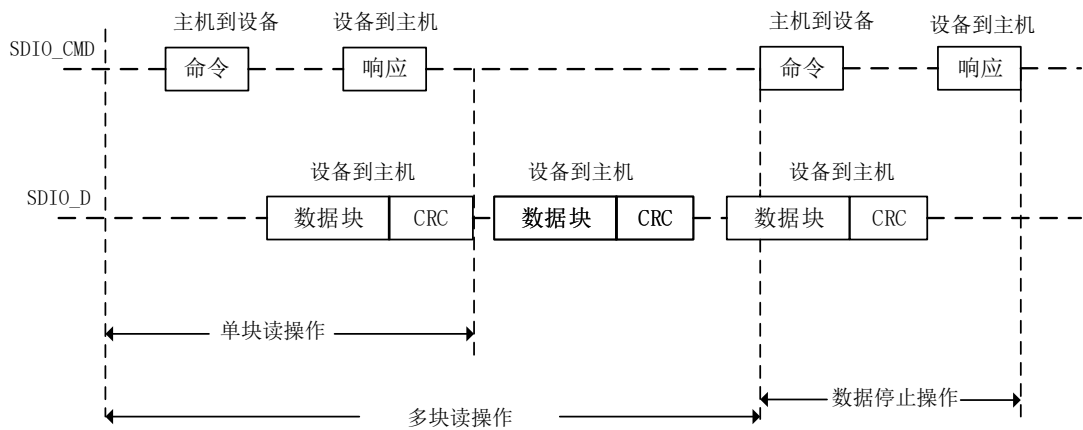 主机到设备 设备到主机 主机到设备 设备到主机
SDIO_CMD 命令 响应 命令 响应
设备到主机 设备到主机 设备到主机
SDIO_D 数据块 CRC 数据块 CRC 数据块 CRC
单块读操作
数据停止操作
多块读操作